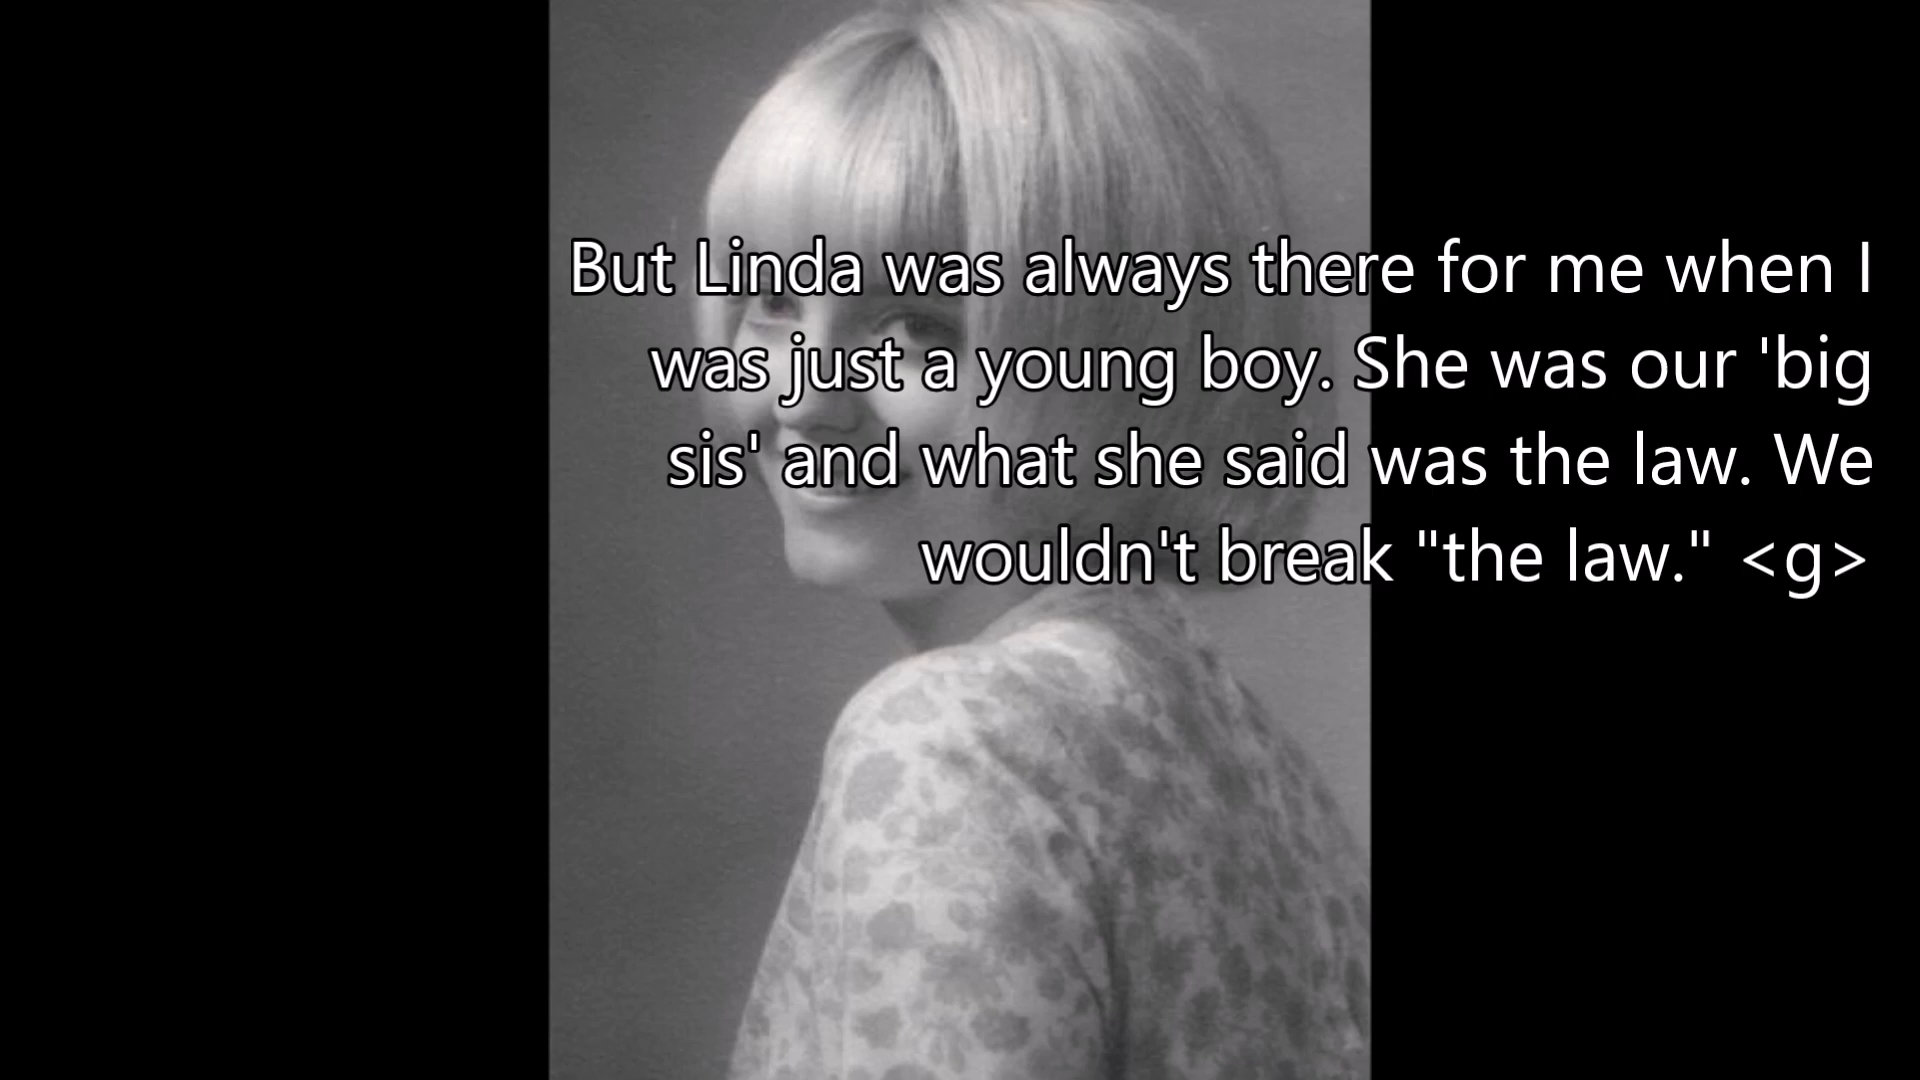 But Linda was always there for me when I
was just a young boy. She was our 'big
sis' and what she said was the law. We
wouldn't break "the law." <g>